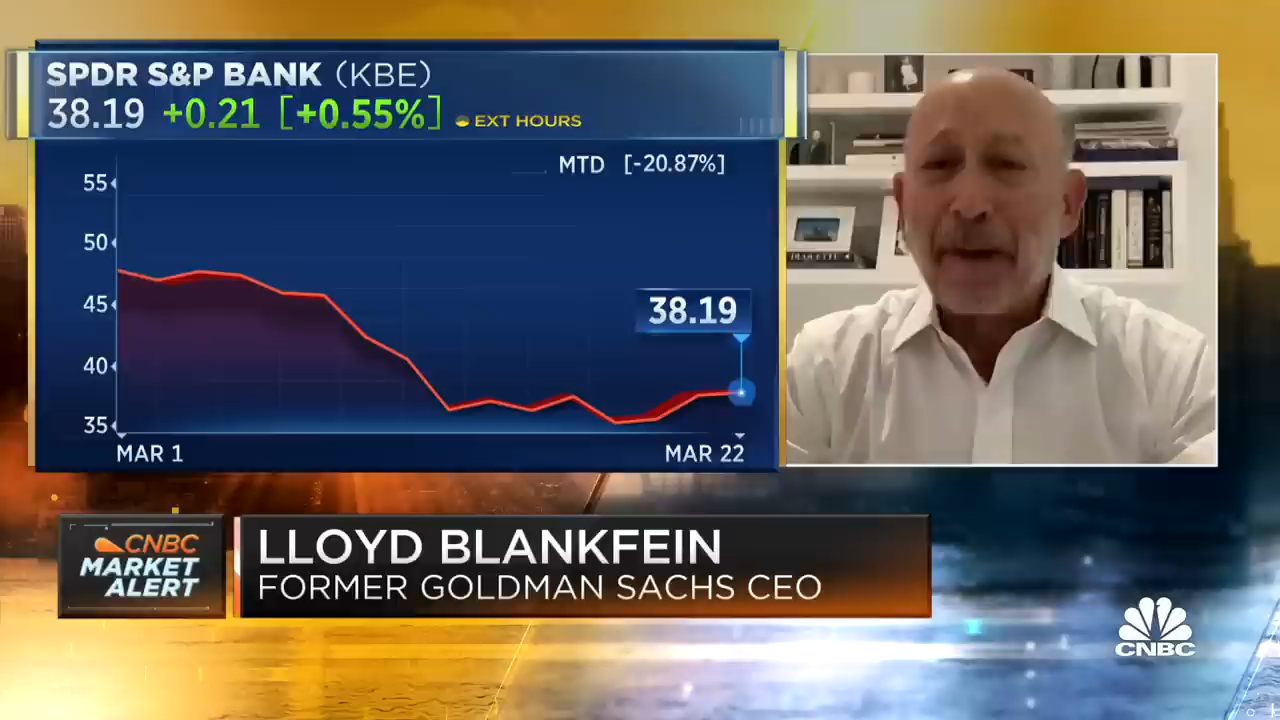 SPDR S&P BANK (KBE)
38.19 +0.21 [+0.55%] EXT HOURS
MTD [-20.87%]
55
50
45
40
35
38.19
MAR 1
MAR 22
CNBC
MARKET
ALERT
LLOYD BLANKFEIN
FORMER GOLDMAN SACHS CEO
CNBC